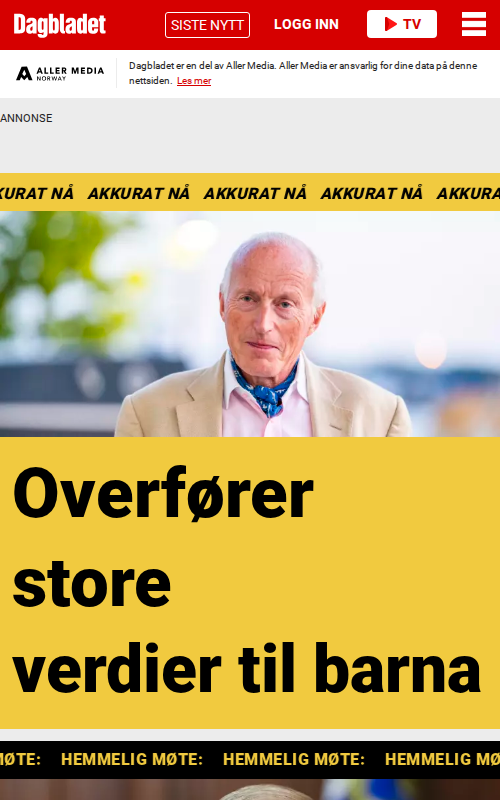 Dagbladet
SISTE NYTT
LOGG INN
TV
ALLER MEDIA
NORWAY
Dagbladet er en del av Aller Media. Aller Media er ansvarlig for dine data på denne
nettsiden. Les mer
ANNONSE
KURAT NÅ AKKURAT NÅ AKKURAT NÅ AKKURAT NÅ AKKURA
Overfører
store
verdier til barna
MØTE: HEMMELIG MØTE: HEMMELIG MØTE: HEMMELIG MØ